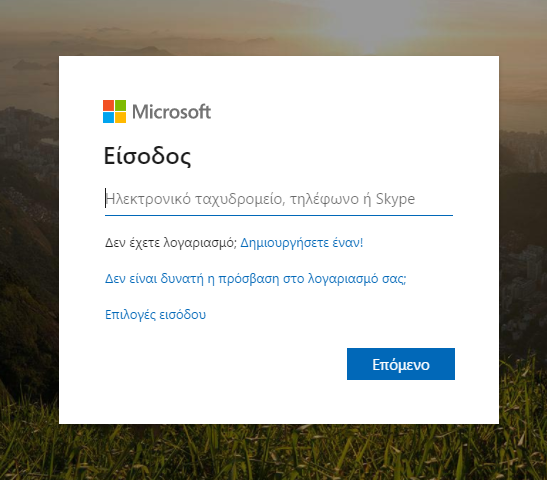 Microsoft
Είσοδος
Ηλεκτρονικό ταχυδρομείο, τηλέφωνο ή Skype
Δεν έχετε λογαριασμό; Δημιουργήσετε έναν!
Δεν είναι δυνατή η πρόσβαση στο λογαριασμό σας;
Επιλογές εισόδου
Επόμενο